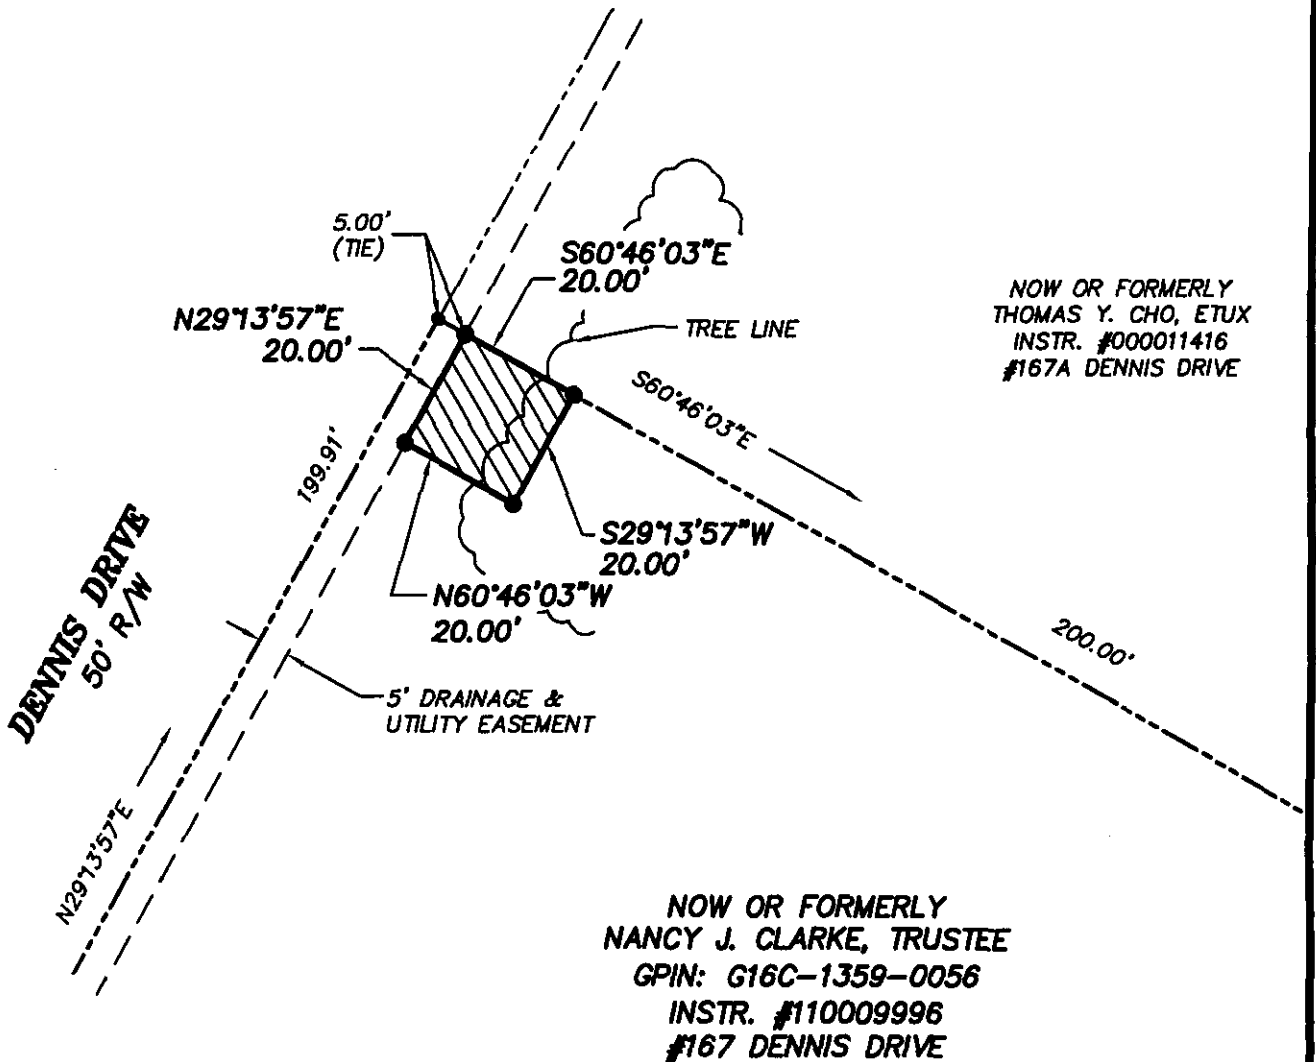 5.00'
(TIE)
S60°46'03"E
20.00'
N29°13'57"E
20.00'
TREE LINE
NOW OR FORMERLY
THOMAS Y. CHO, ETUX
INSTR. #000011416
#167A DENNIS DRIVE
S60°46'03"E
199.91'
DENNIS DRIVE
50' R/W
S29°13'57"W
20.00'
N60°46'03"W
20.00'
200.00'
5' DRAINAGE &
UTILITY EASEMENT
N29°13'57"E
NOW OR FORMERLY
NANCY J. CLARKE, TRUSTEE
GPIN: G16C-1359-0056
INSTR. #110009996
#167 DENNIS DRIVE